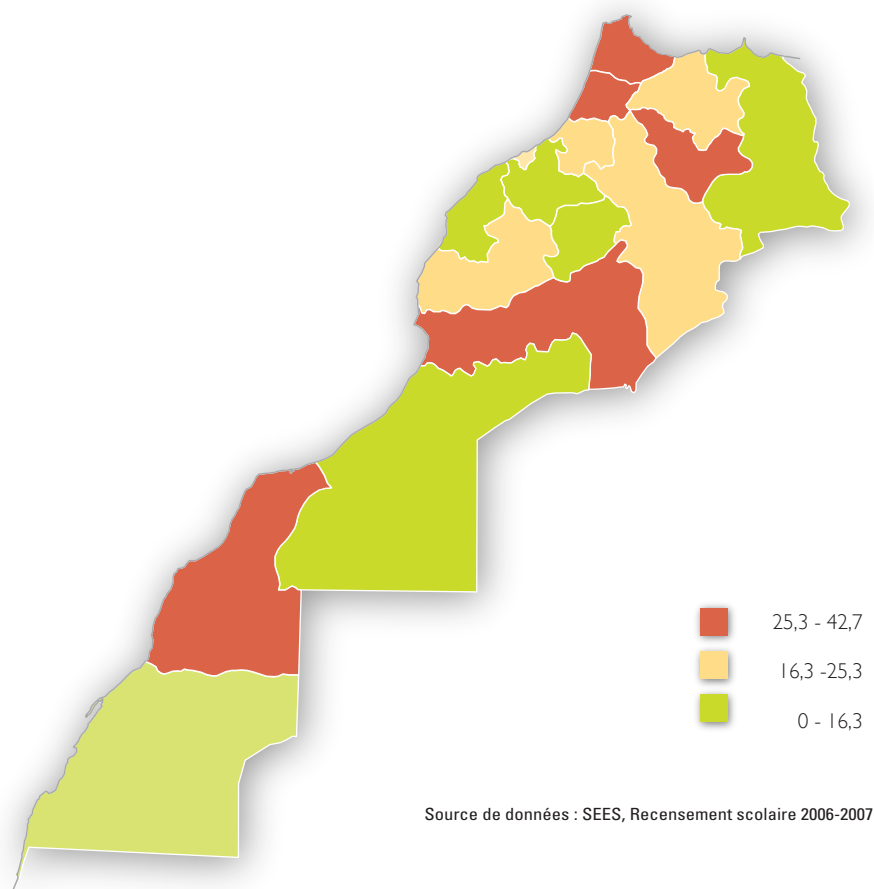 25,3 - 42,7
16,3 -25,3
0 - 16,3
Source de données : SEES, Recensement scolaire 2006-2007